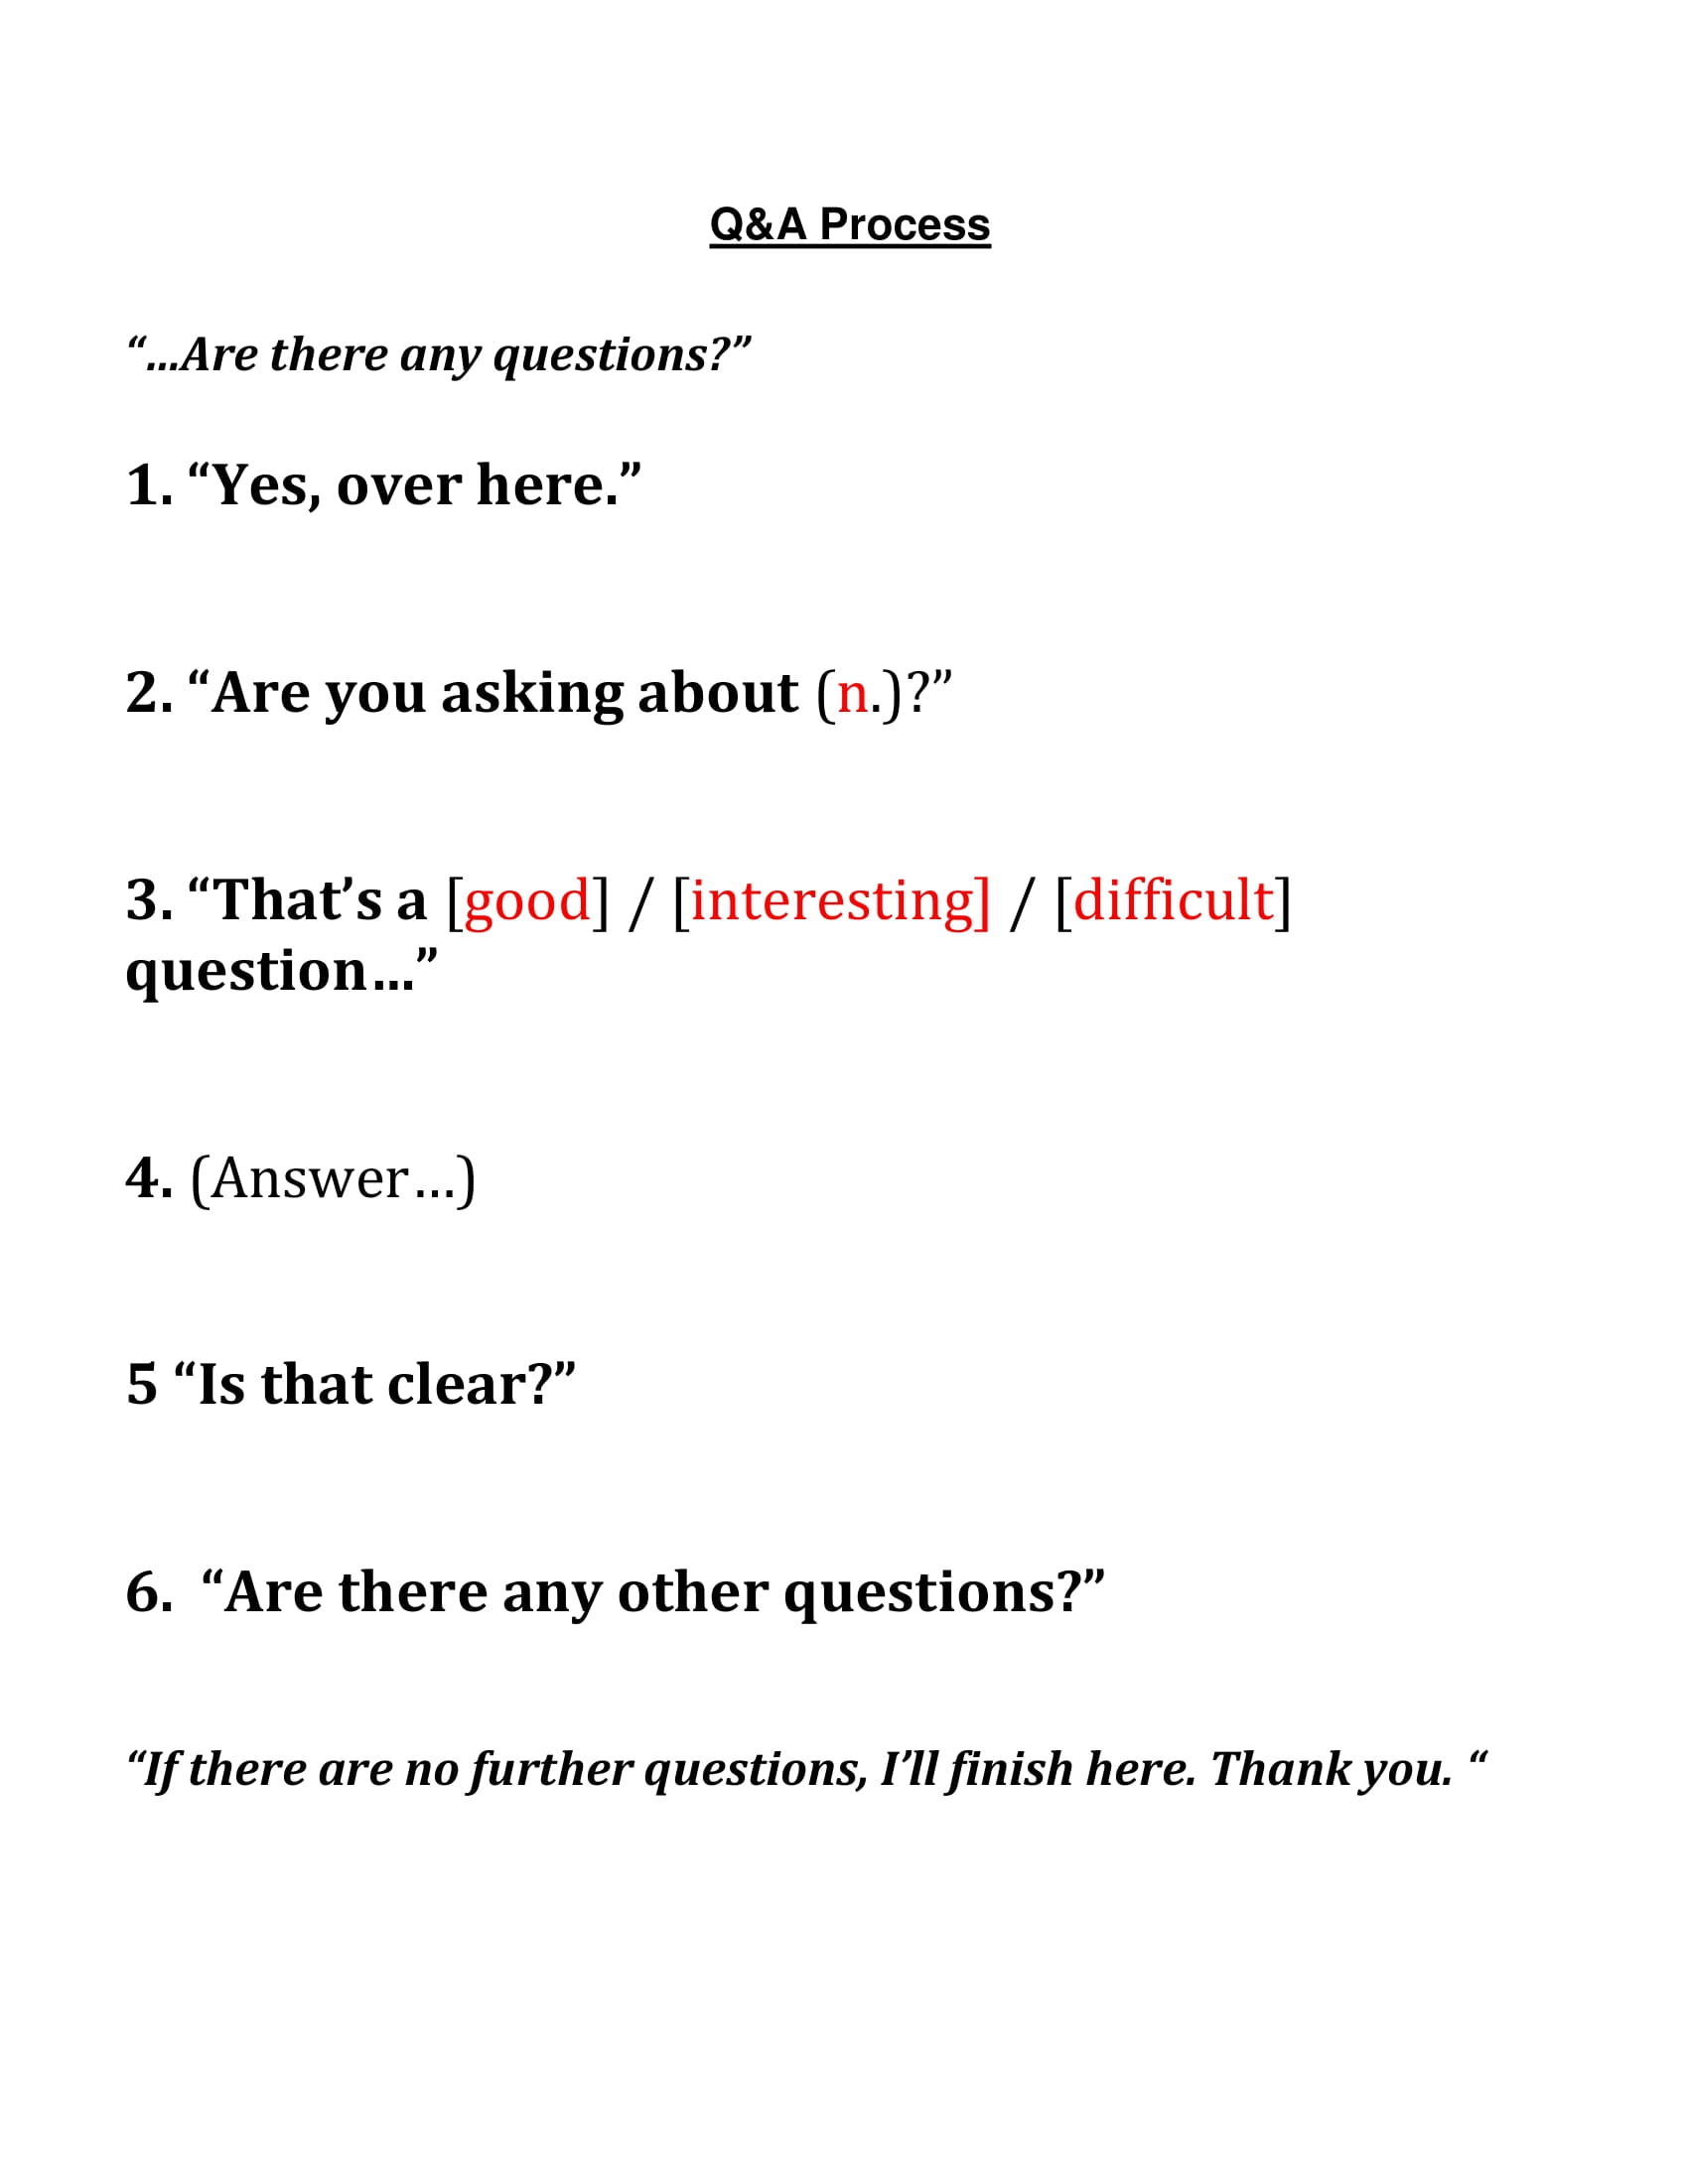 Q&A Process
“…Are there any questions?”
1. “Yes, over here.”
2. “Are you asking about (n.)?”
3. “That’s a [good] / [interesting] / [difficult]
question…”
4. (Answer…)
5 “Is that clear?”
6.  “Are there any other questions?”
“If there are no further questions, I’ll finish here. Thank you. “